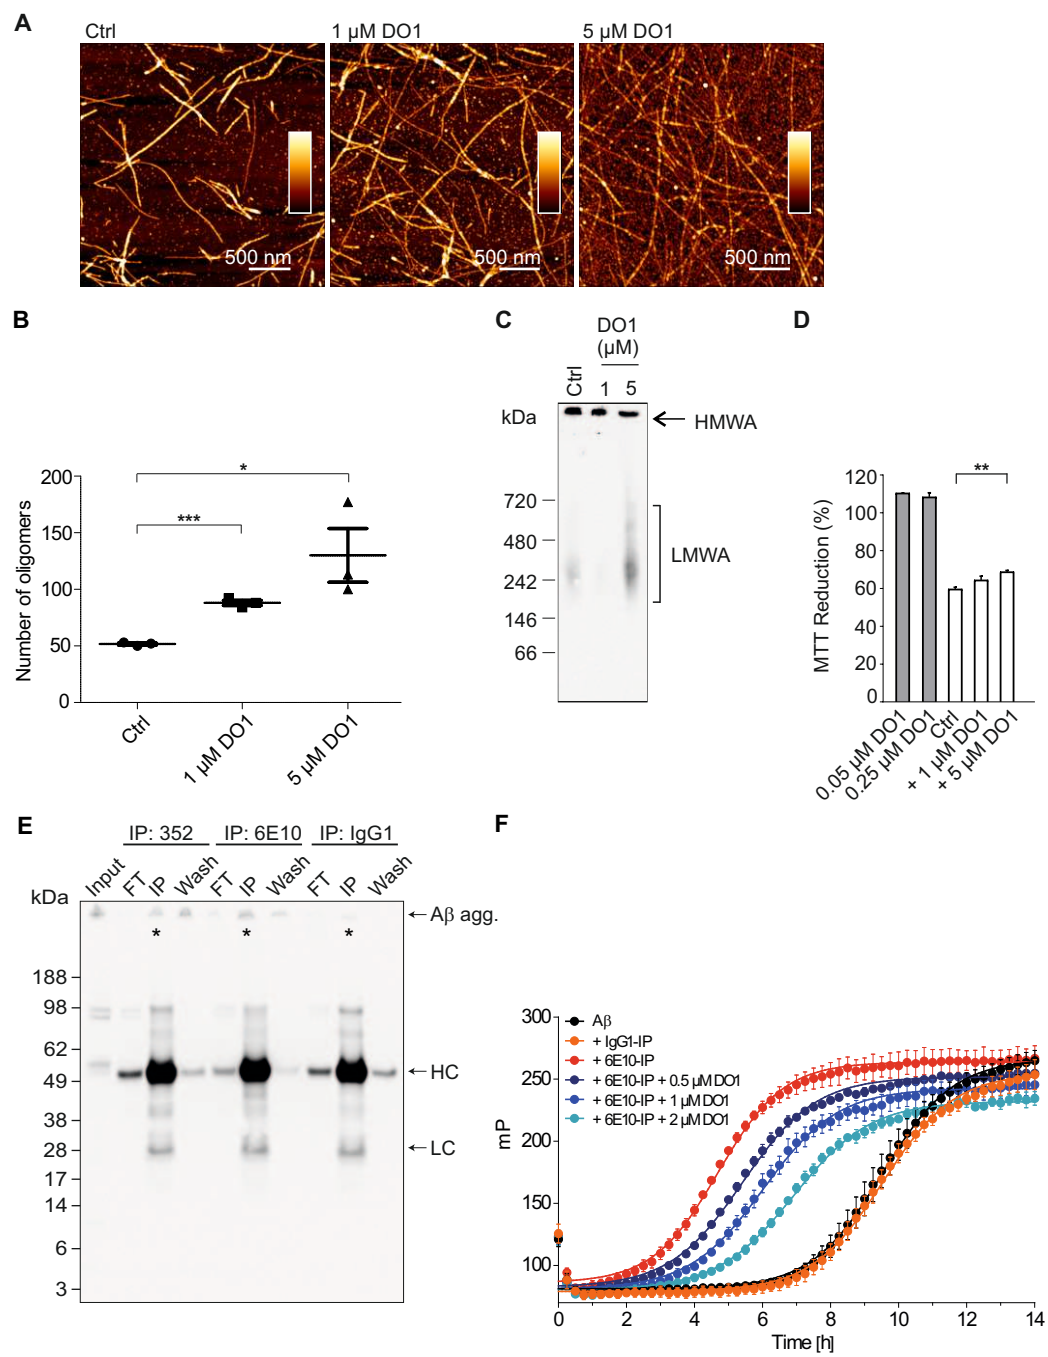 A
Ctrl
1 µM DO1
5 µM DO1
500 nm
500 nm
500 nm
B
Number of oligomers
200
150
100
50
0
***
*
Ctrl
1 µM DO1
5 µM DO1
C
DO1
(µM)
Ctrl
1
5
kDa
HMWA
720
480
242
146
66
LMWA
D
MTT Reduction (%)
120
100
80
60
40
20
0
**
0.05 µM DO1
0.25 µM DO1
Ctrl
+ 1 µM DO1
+ 5 µM DO1
E
IP: 352
IP: 6E10
IP: IgG1
Input
FT
IP
Wash
FT
IP
Wash
FT
IP
Wash
kDa
Aβ agg.
*
*
*
188
98
62
49
38
28
17
14
6
3
HC
LC
F
mP
300
250
200
150
100
Aβ
+ IgG1-IP
+ 6E10-IP
+ 6E10-IP + 0.5 µM DO1
+ 6E10-IP + 1 µM DO1
+ 6E10-IP + 2 µM DO1
0
2
4
6
8
10
12
14
Time [h]